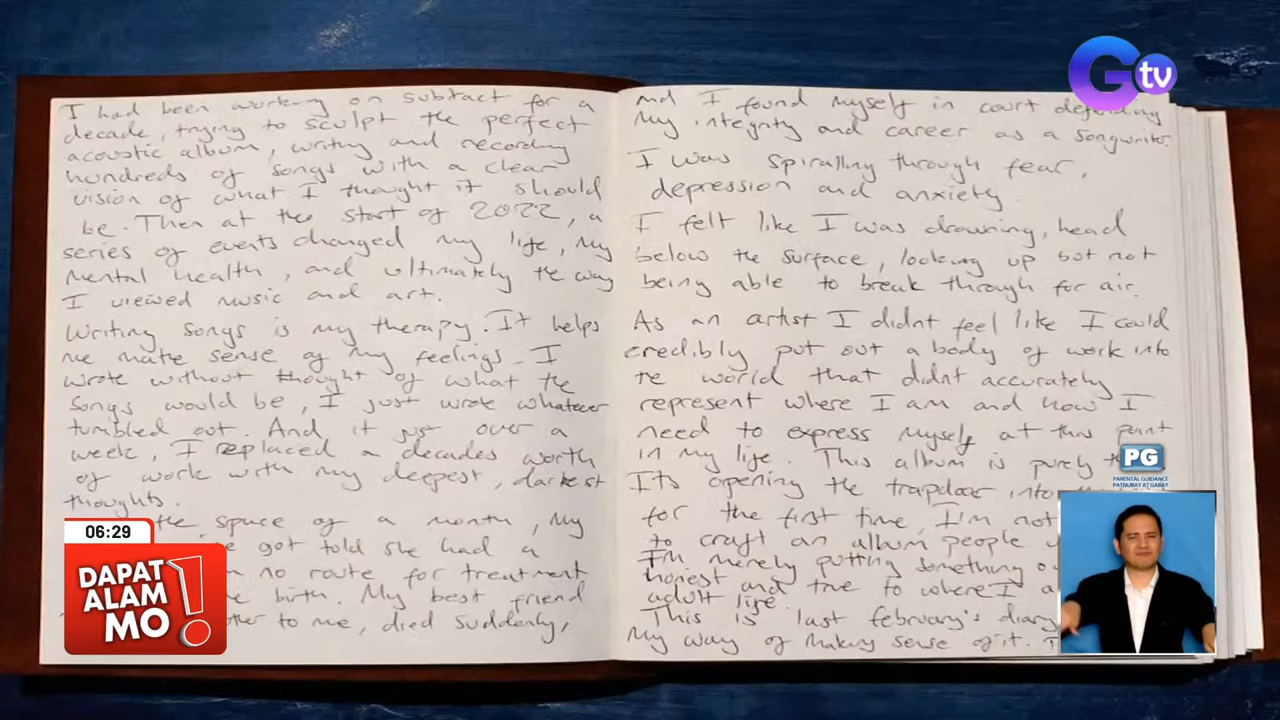 I had been working on subtact for a
decade, trying to sculpt the perfect
acoustic album, writing and recording
hundreds of songs with a clear
vision of what I thought it should
be. Then at the start of 2022, a
series of events changed my life, my
mental health, and ultimately the way
I viewed music and art.
Writing songs is my therapy. It helps
me make sense of my feelings. I
wrote without thought of what the
songs would be, I just wrote whatever
tumbled out. And it just over a
week, I replaced a decades worth
of work with my deepest, darkest
thoughts.
the space of a month, my
got told she had a
no route for treatment
birth. My best friend
to me, died suddenly,
and I found myself in court defending
my integrity and career as a songwriter.
I was spiralling through fear,
depression and anxiety.
I felt like I was drowning, head
below the surface, looking up but not
being able to break through for air.
As an artist I didnt feel like I could
credibly put out a body of work into
te world that didnt accurately
represent where I am and how I
need to express myself at this point
in my life. This album is purely
Its opening the trapdoor into
for the first time, I'm not
to craft an album people
I'm merely putting something
honest and true to where I
adult life.
This is last february's diary
my way of making sense of it.
G tv
PG
PARENTAL GUIDANCE
PATNUBAY AT GABAY
06:29
DAPAT
ALAM
MO!